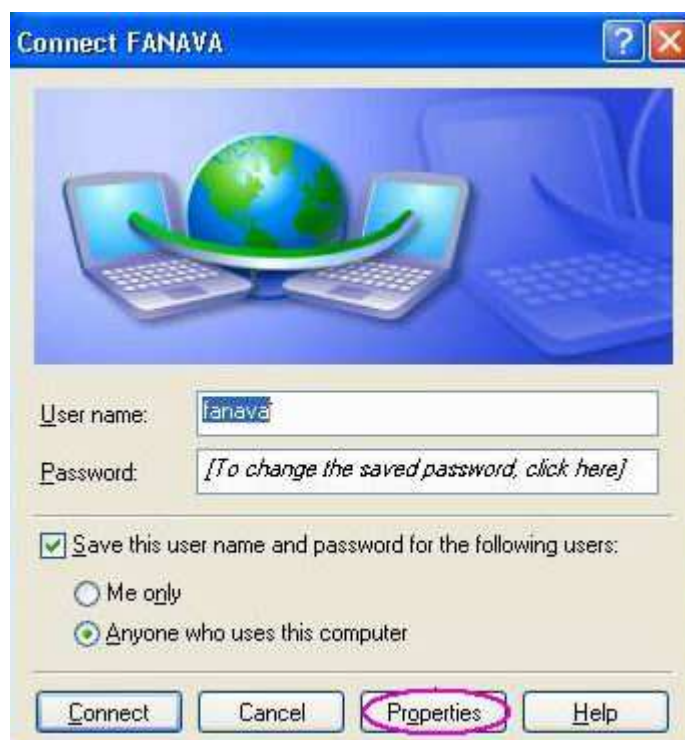 Connect FANAVA
User name: fanava
Password: [To change the saved password, click here]
Save this user name and password for the following users:
Me only
Anyone who uses this computer
Connect Cancel Properties Help